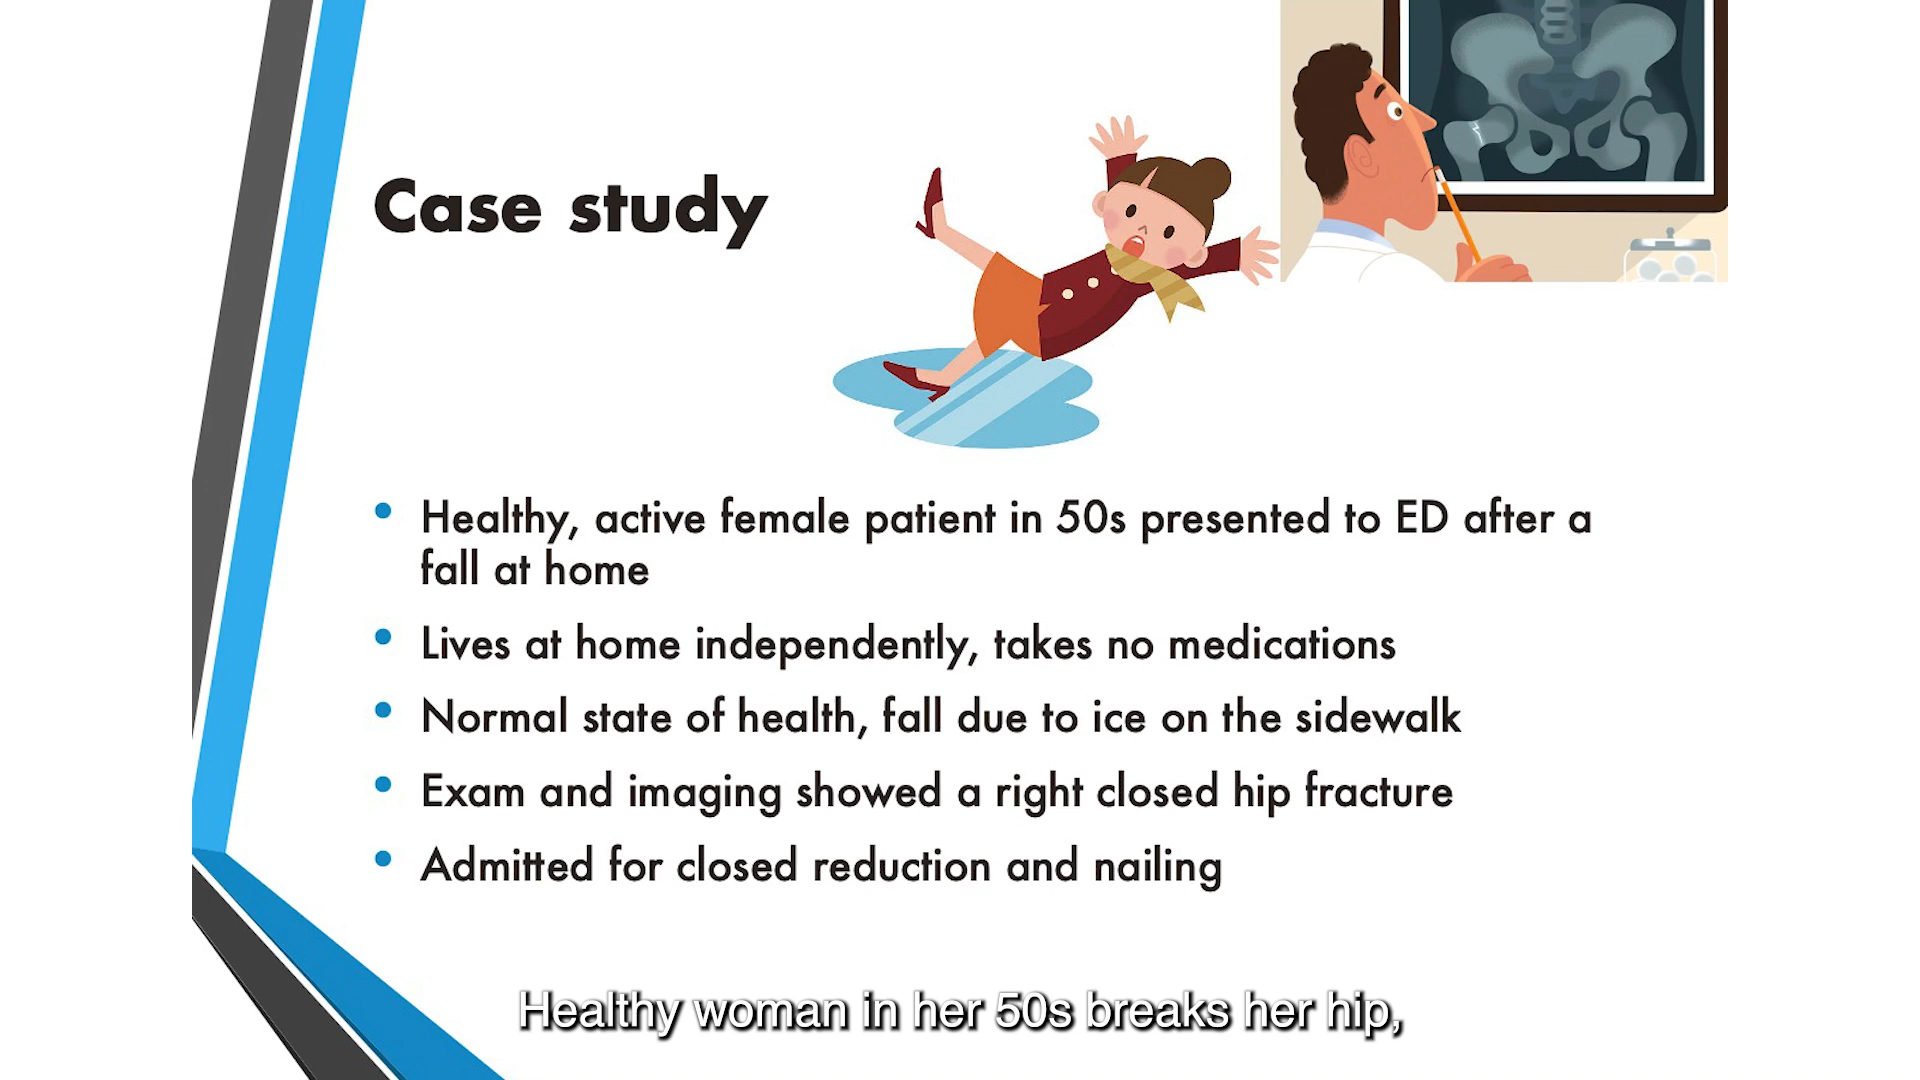 Case study
Healthy, active female patient in 50s presented to ED after a
fall at home
Lives at home independently, takes no medications
Normal state of health, fall due to ice on the sidewalk
Exam and imaging showed a right closed hip fracture
Admitted for closed reduction and nailing
Healthy woman in her 50s breaks her hip,